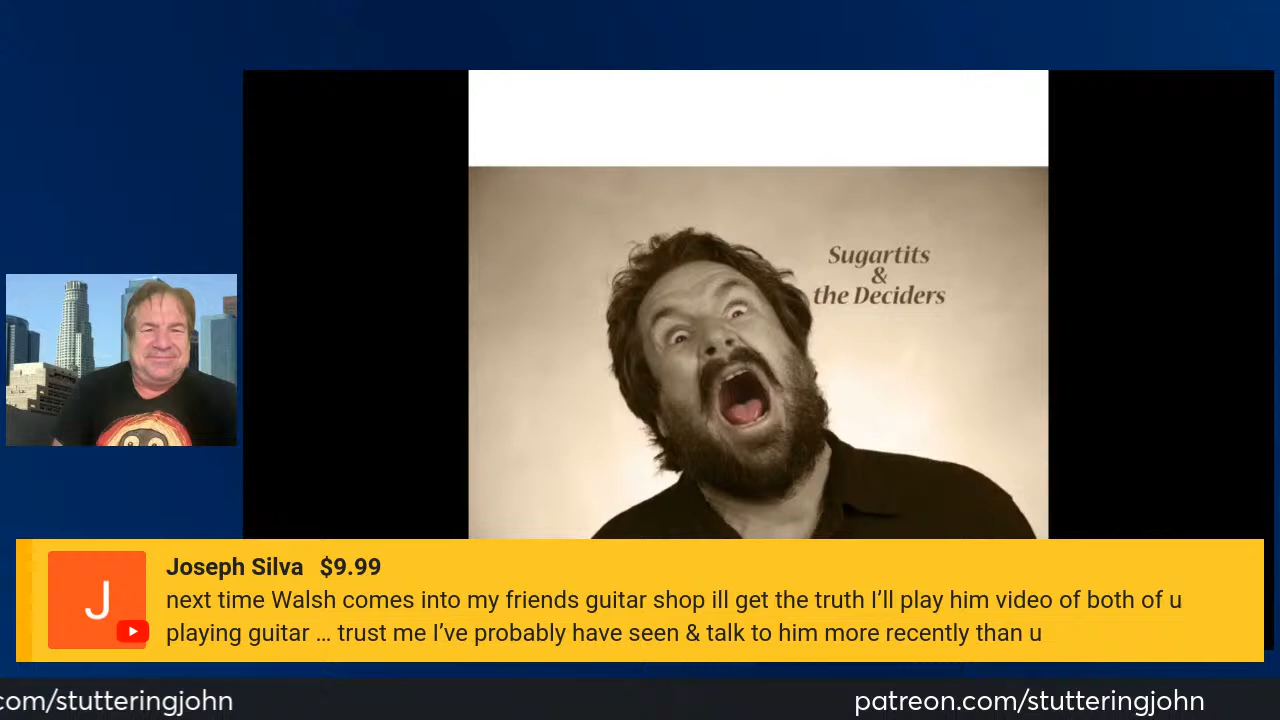 Sugartits
&
the Deciders
J
Joseph Silva $9.99
next time Walsh comes into my friends guitar shop ill get the truth I’ll play him video of both of u
playing guitar ... trust me I’ve probably have seen & talk to him more recently than u
com/stutteringjohn
patreon.com/stutteringjohn